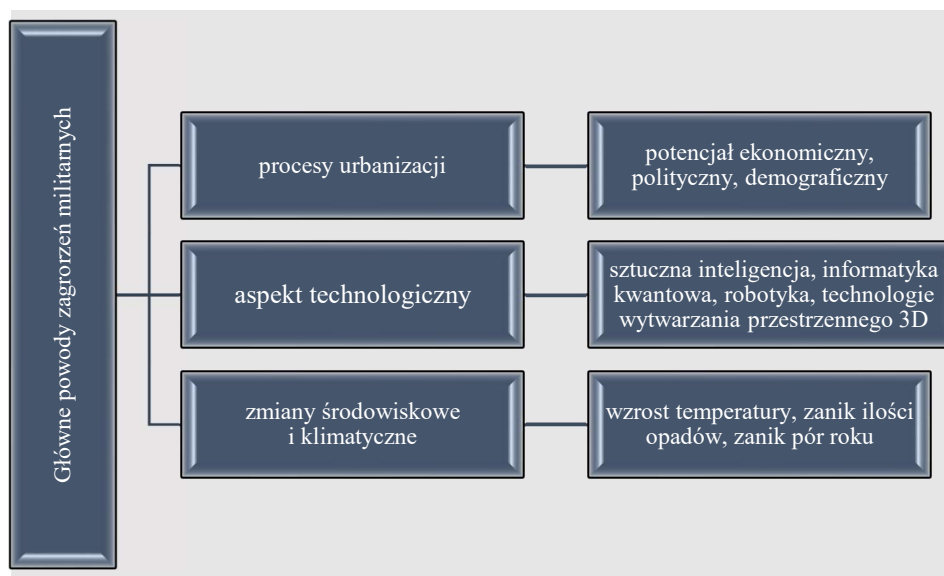 Główne powody zagrorzeń militarnych
procesy urbanizacji
potencjał ekonomiczny,
polityczny, demograficzny
aspekt technologiczny
sztuczna inteligencja, informatyka
kwantowa, robotyka, technologie
wytwarzania przestrzennego 3D
zmiany środowiskowe
i klimatyczne
wzrost temperatury, zanik ilości
opadów, zanik pór roku